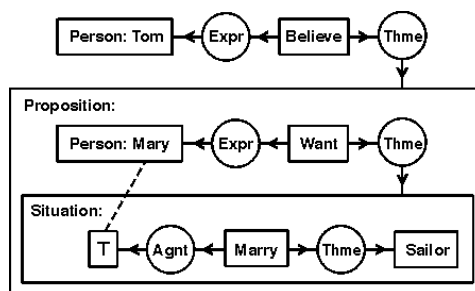 Person: Tom Expr Believe Thme
Proposition:
Person: Mary Expr Want Thme
Situation:
T Agnt Marry Thme Sailor